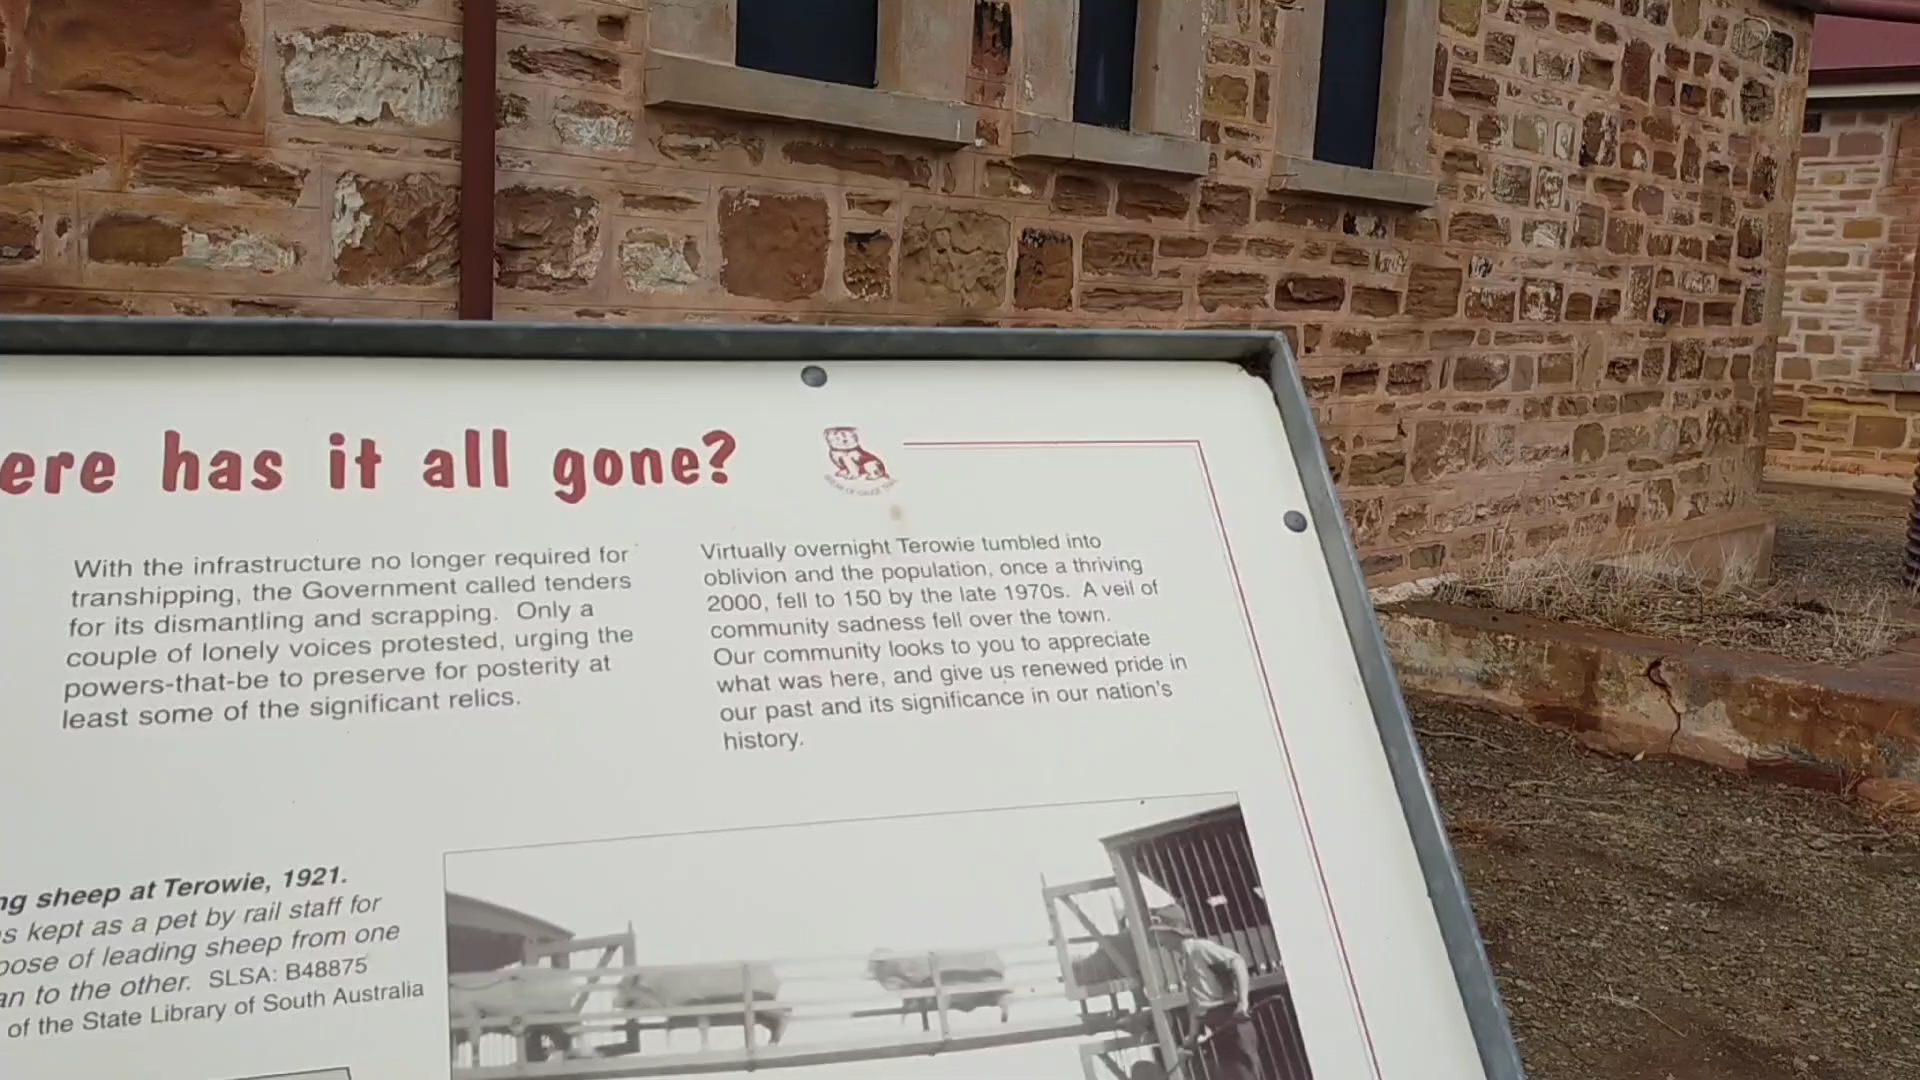 ere has it all gone?
With the infrastructure no longer required for
transhipping, the Government called tenders
for its dismantling and scrapping. Only a
couple of lonely voices protested, urging the
powers-that-be to preserve for posterity at
least some of the significant relics.
Virtually overnight Terowie tumbled into
oblivion and the population, once a thriving
2000, fell to 150 by the late 1970s. A veil of
community sadness fell over the town.
Our community looks to you to appreciate
what was here, and give us renewed pride in
our past and its significance in our nation's
history.
ng sheep at Terowie, 1921.
s kept as a pet by rail staff for
pose of leading sheep from one
an to the other. SLSA: B48875
of the State Library of South Australia